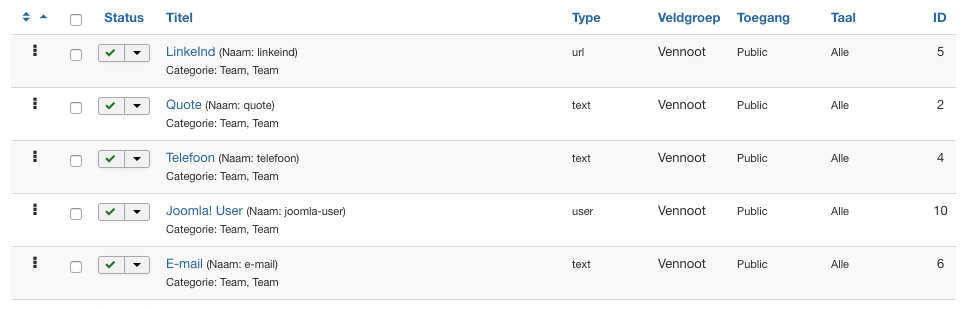 Status Titel Type Veldgroep Toegang Taal ID
LinkeInd (Naam: linkeind) url Vennoot Public Alle 5
Categorie: Team, Team
Quote (Naam: quote) text Vennoot Public Alle 2
Categorie: Team, Team
Telefoon (Naam: telefoon) text Vennoot Public Alle 4
Categorie: Team, Team
Joomla! User (Naam: joomla-user) user Vennoot Public Alle 10
Categorie: Team, Team
E-mail (Naam: e-mail) text Vennoot Public Alle 6
Categorie: Team, Team